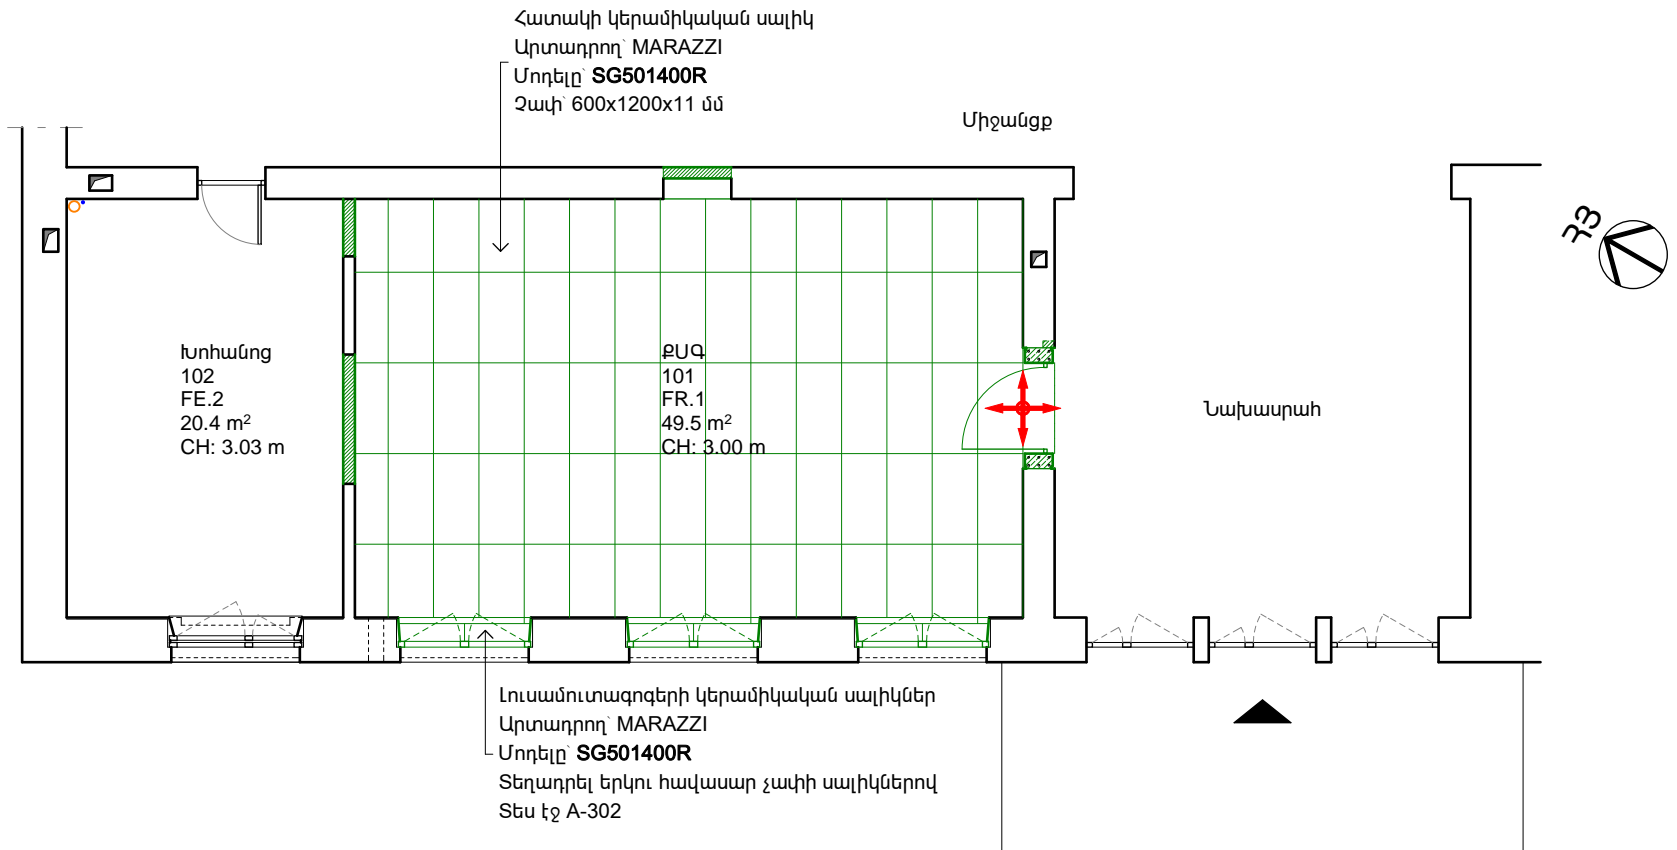 Հատակի կերամիկական սալիկ
Արտադրող՝ MARAZZI
Մոդելը՝ SG501400R
Չափ՝ 600x1200x11 մմ
Միջանցք
ՀՅ
Խոհանոց
102
FE.2
20.4 m²
CH: 3.03 m
ՔՍԳ
101
FR.1
49.5 m²
CH: 3.00 m
Նախասրահ
Լուսամուտագոգերի կերամիկական սալիկներ
Արտադրող՝ MARAZZI
Մոդելը՝ SG501400R
Տեղադրել երկու հավասար չափի սալիկներով
Տես էջ A-302